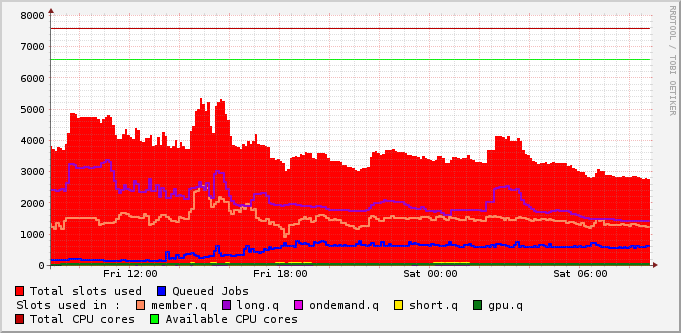 8000
7000
6000
5000
4000
3000
2000
1000
0
Fri 12:00 Fri 18:00 Sat 00:00 Sat 06:00
Total slots used Queued Jobs
Slots used in : member.q long.q ondemand.q short.q gpu.q
Total CPU cores Available CPU cores
RRDTOOL / TOBI OETIKER